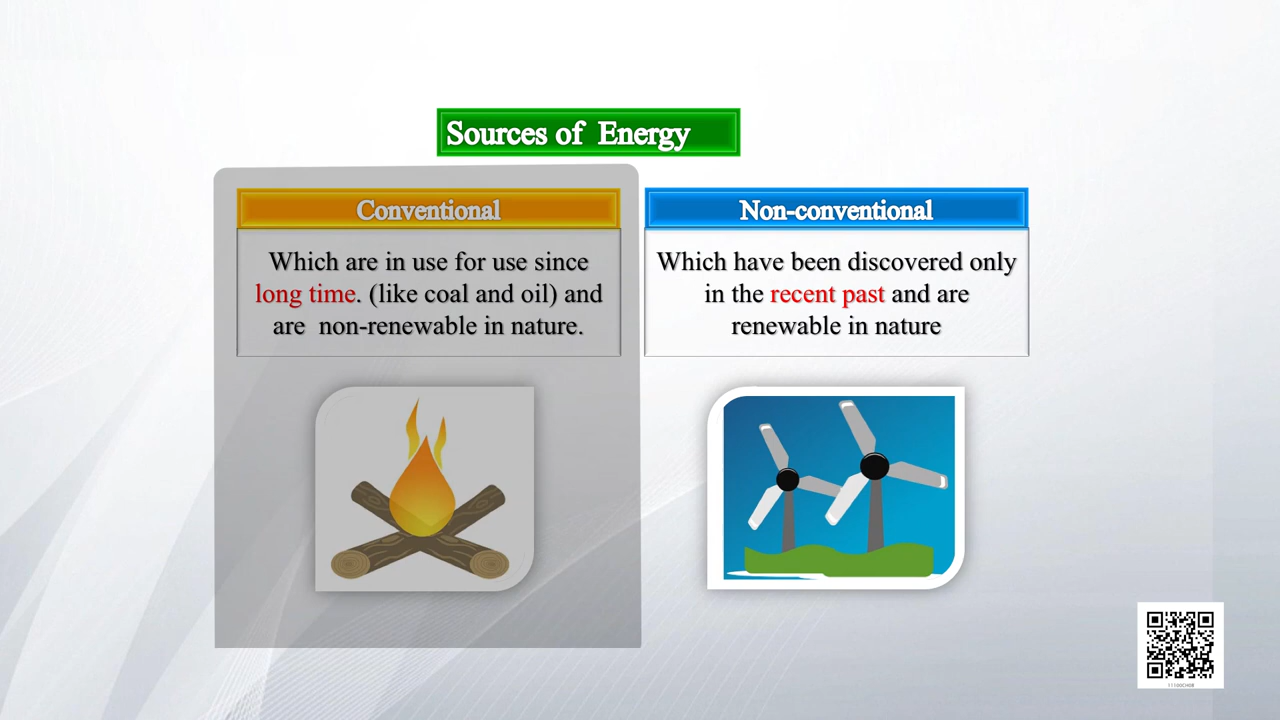 Sources of Energy
Conventional
Which are in use for use since
long time. (like coal and oil) and
are non-renewable in nature.
Non-conventional
Which have been discovered only
in the recent past and are
renewable in nature
11100CH08